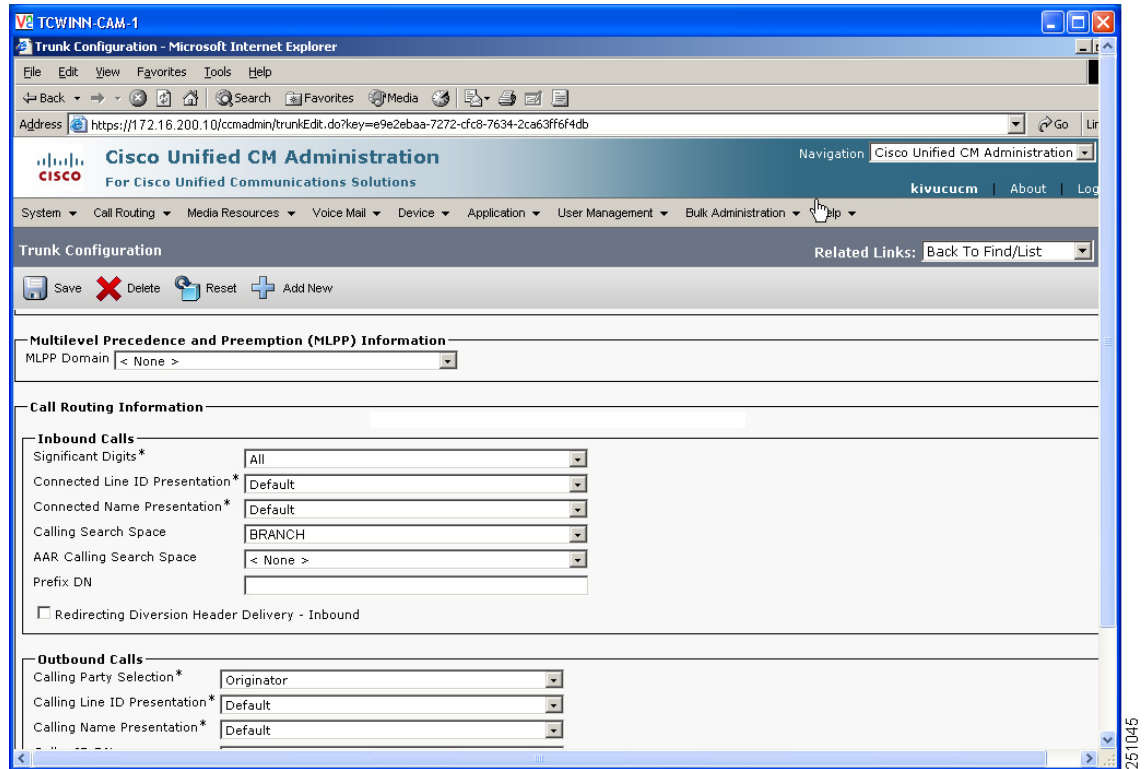 TCWINN-CAM-1
Trunk Configuration - Microsoft Internet Explorer
File Edit View Favorites Tools Help
Back Search Favorites Media
Address https://172.16.200.10/ccmadmin/trunkEdit.do?key=e9e2ebaa-7272-cfc8-7634-2ca63ff6f4db Go
CISCO
Cisco Unified CM Administration
For Cisco Unified Communications Solutions
Navigation Cisco Unified CM Administration
kivucucm | About | Log
System Call Routing Media Resources Voice Mail Device Application User Management Bulk Administration
Trunk Configuration Related Links: Back To Find/List
Save Delete Reset Add New
Multilevel Precedence and Preemption (MLPP) Information
MLPP Domain < None >
Call Routing Information
Inbound Calls
Significant Digits* All
Connected Line ID Presentation* Default
Connected Name Presentation* Default
Calling Search Space BRANCH
AAR Calling Search Space < None >
Prefix DN
Redirecting Diversion Header Delivery - Inbound
Outbound Calls
Calling Party Selection* Originator
Calling Line ID Presentation* Default
Calling Name Presentation* Default
251045